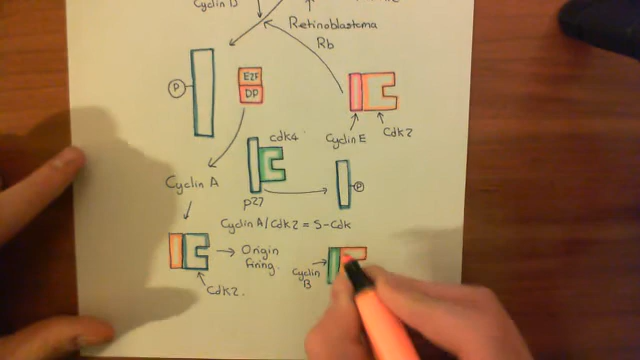 Cyclin D
Retinoblastoma
Rb
P
E2F
DP
Cyclin E
Cdk2
cdk4
Cyclin A
p27
P
Cyclin A/Cdk2 = S-Cdk
Origin
firing.
Cdk2.
Cyclin
B